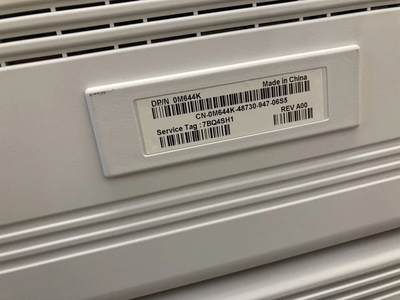 DP/N 0M644K Made in China
CN-0M644K-48730-947-06S5
Service Tag : 7BQ4SH1 REV A00